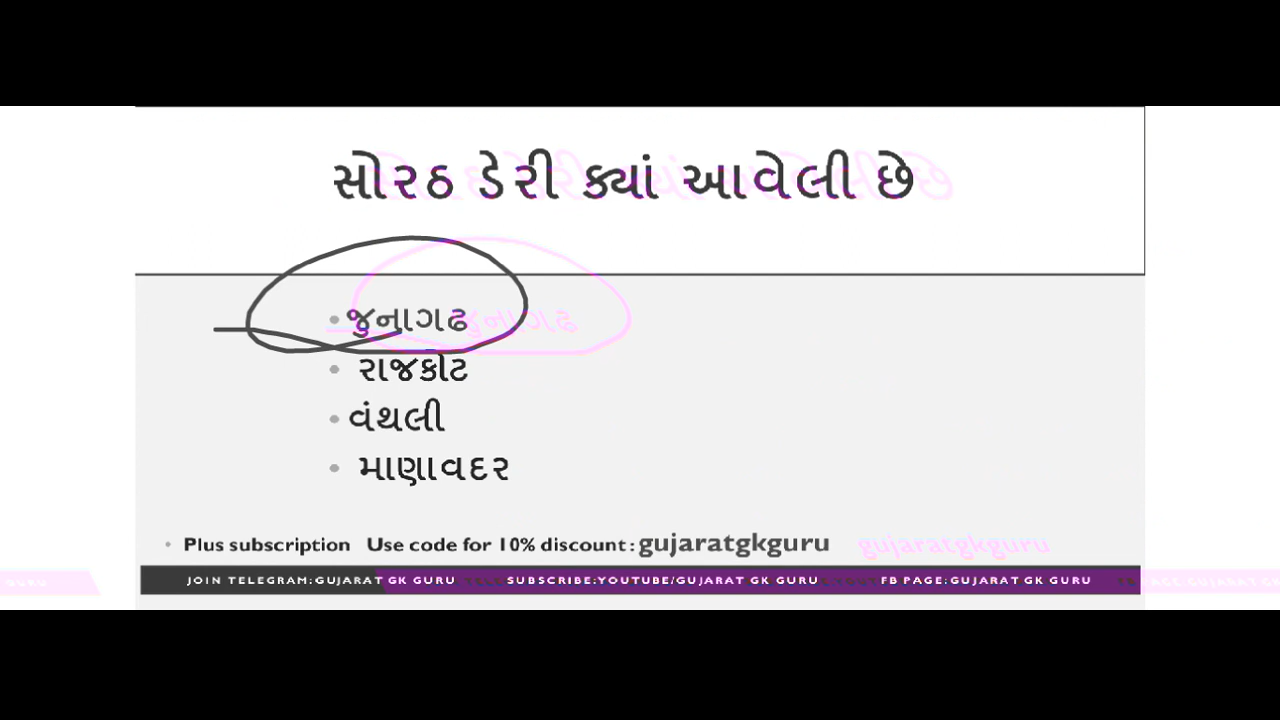 સોરઠ ડેરી ક્યાં આવેલી છે
જુનાગઢ
રાજકોટ
વંથલી
માણાવદર
Plus subscription Use code for 10% discount: gujaratgkguru
JOIN TELEGRAM:GUJARAT GK GURU SUBSCRIBE:YOUTUBE/GUJARAT GK GURU FB PAGE:GUJARAT GK GURU